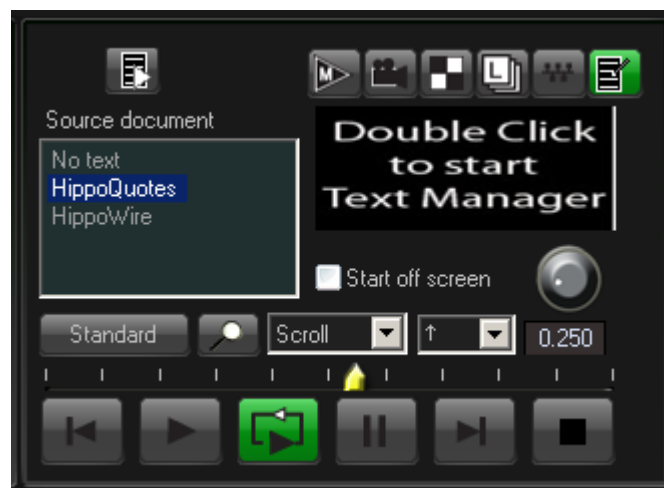 M
L
Source document
Double Click
to start
Text Manager
No text
HippoQuotes
HippoWire
Start off screen
Standard
Scroll
↑
0.250